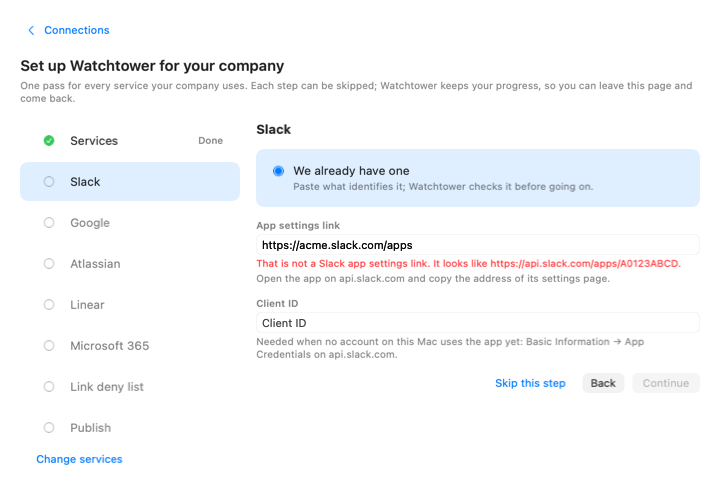 Connections
Set up Watchtower for your company
One pass for every service your company uses. Each step can be skipped; Watchtower keeps your progress, so you can leave this page and
come back.
Services
Done
Slack
Google
Atlassian
Linear
Microsoft 365
Link deny list
Publish
Change services
Slack
We already have one
Paste what identifies it; Watchtower checks it before going on.
App settings link
https://acme.slack.com/apps
That is not a Slack app settings link. It looks like https://api.slack.com/apps/A0123ABCD.
Open the app on api.slack.com and copy the address of its settings page.
Client ID
Client ID
Needed when no account on this Mac uses the app yet: Basic Information → App
Credentials on api.slack.com.
Skip this step
Back
Continue